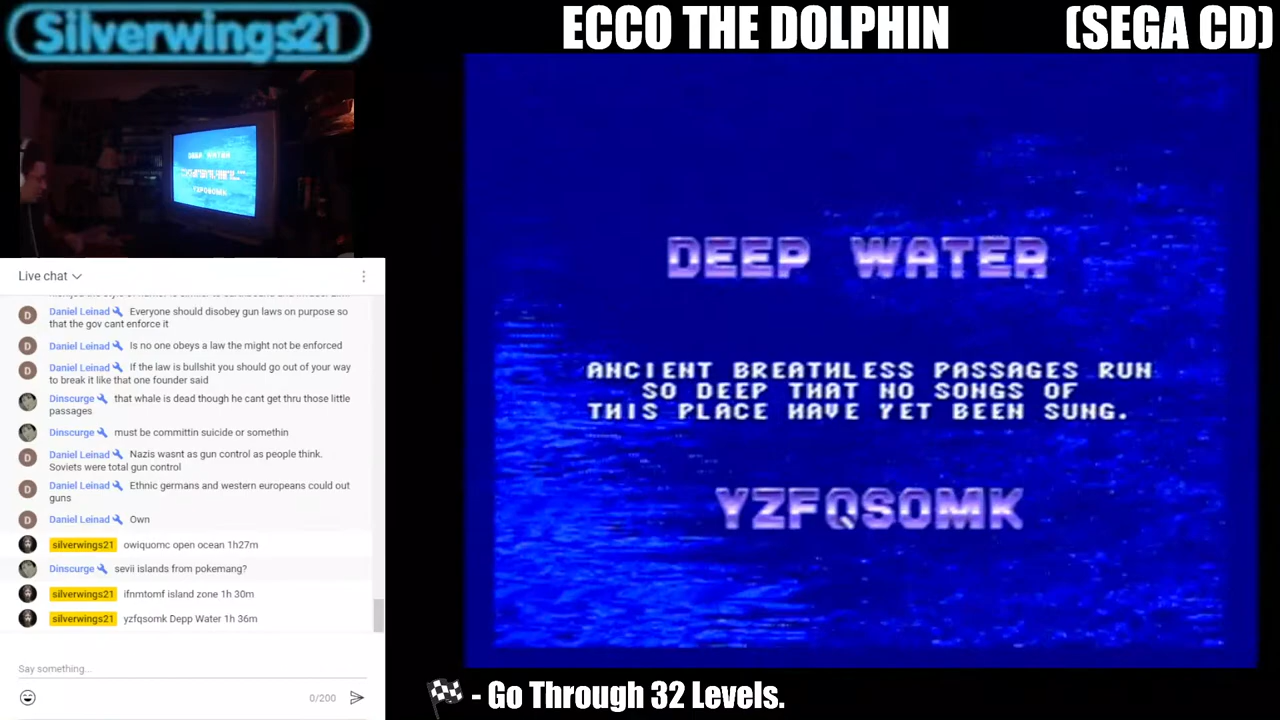 Silverwings21
ECCO THE DOLPHIN (SEGA CD)
DEEP WATER
YZFQSOMK
Live chat
Daniel Leinad Everyone should disobey gun laws on purpose so
that the gov cant enforce it
Daniel Leinad Is no one obeys a law the might not be enforced
Daniel Leinad If the law is bullshit you should go out of your way
to break it like that one founder said
Dinscurge that whale is dead though he cant get thru those little
passages
Dinscurge must be committin suicide or somethin
Daniel Leinad Nazis wasnt as gun control as people think.
Soviets were total gun control
Daniel Leinad Ethnic germans and western europeans could out
guns
Daniel Leinad Own
silverwings21 owiquomc open ocean 1h27m
Dinscurge sevii islands from pokemang?
silverwings21 ifnmtomf island zone 1h 30m
silverwings21 yzfqsomk Depp Water 1h 36m
Say something...
0/200
DEEP WATER
ANCIENT BREATHLESS PASSAGES RUN
SO DEEP THAT NO SONGS OF
THIS PLACE HAVE YET BEEN SUNG.
YZFQSOMK
- Go Through 32 Levels.